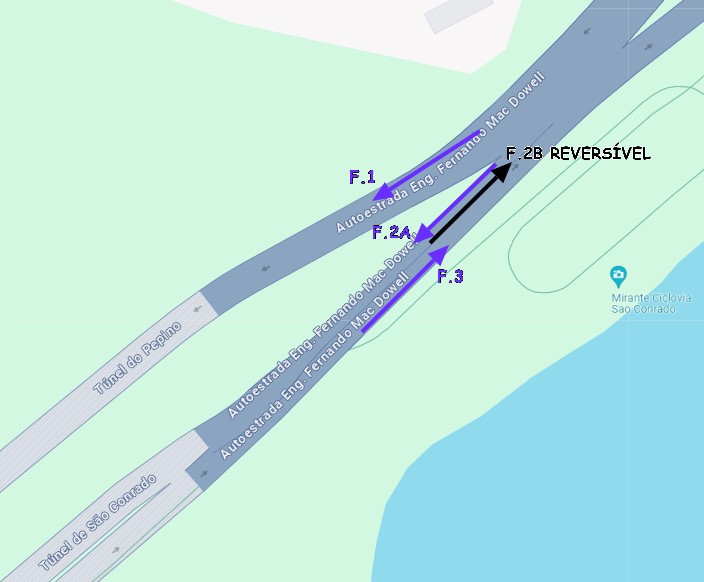 Autoestrada Eng. Fernando Mac Dowell
F.2B REVERSÍVEL
F.1
F.2A
F.3
Mirante Ciclovia
Sao Conrado
Autoestrada Eng. Fernando Mac Dowell
Autoestrada Eng. Fernando Mac Dowell
Túnel do Pepino
Túnel de São Conrado